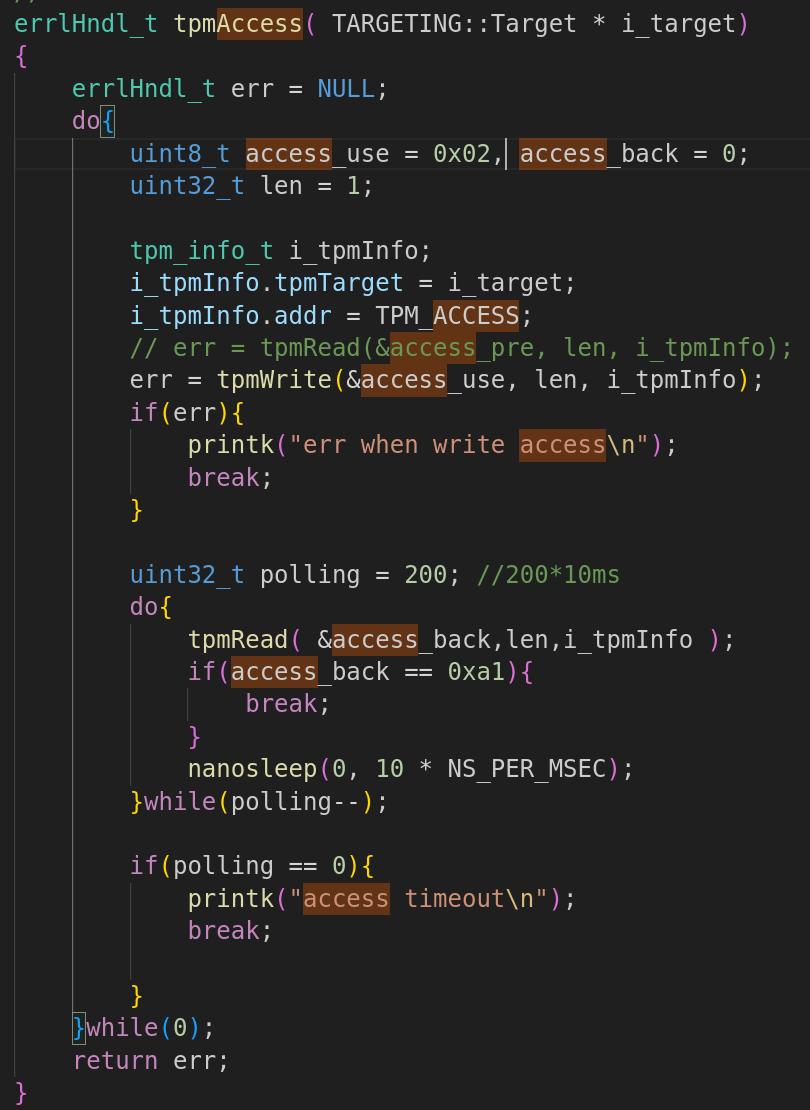 errlHndl_t tpmAccess( TARGETING::Target * i_target)
{
    errlHndl_t err = NULL;
    do{
        uint8_t access_use = 0x02, access_back = 0;
        uint32_t len = 1;

        tpm_info_t i_tpmInfo;
        i_tpmInfo.tpmTarget = i_target;
        i_tpmInfo.addr = TPM_ACCESS;
        // err = tpmRead(&access_pre, len, i_tpmInfo);
        err = tpmWrite(&access_use, len, i_tpmInfo);
        if(err){
            printk("err when write access\n");
            break;
        }

        uint32_t polling = 200; //200*10ms
        do{
            tpmRead( &access_back,len,i_tpmInfo );
            if(access_back == 0xa1){
                break;
            }
            nanosleep(0, 10 * NS_PER_MSEC);
        }while(polling--);

        if(polling == 0){
            printk("access timeout\n");
            break;

        }
    }while(0);
    return err;
}